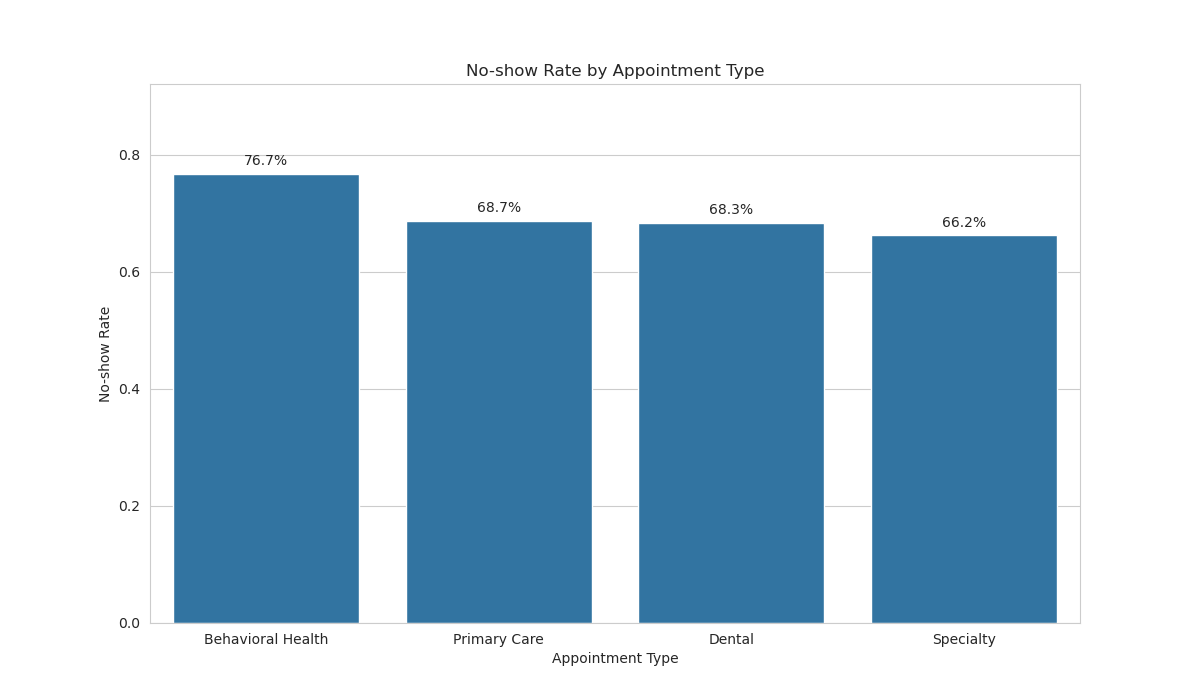 No-show Rate by Appointment Type
0.8
0.6
0.4
0.2
0.0
No-show Rate
76.7%
68.7%
68.3%
66.2%
Behavioral Health
Primary Care
Dental
Specialty
Appointment Type